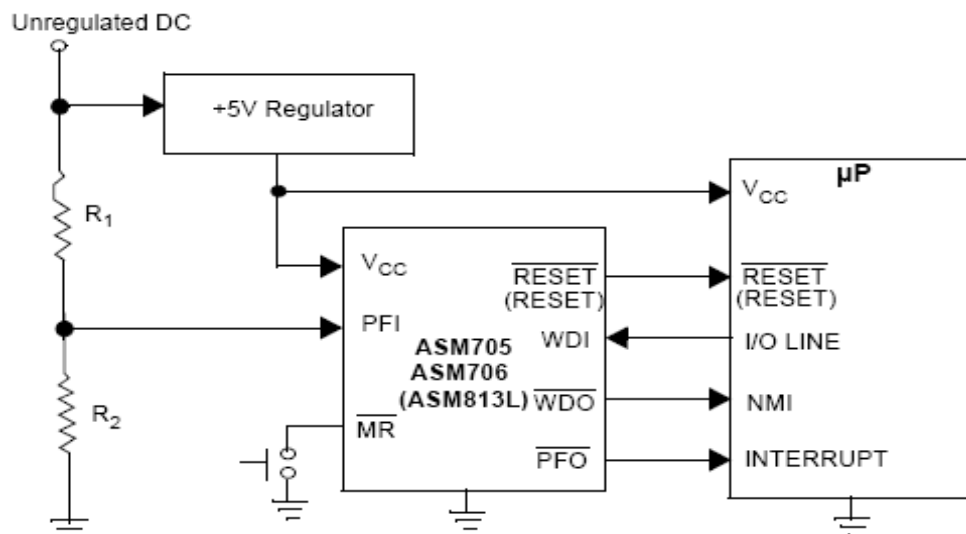 Unregulated DC
+5V Regulator
R1
R2
VCC
PFI
MR
ASM705
ASM706
(ASM813L)
RESET
(RESET)
WDI
WDO
PFO
µP
VCC
RESET
(RESET)
I/O LINE
NMI
INTERRUPT